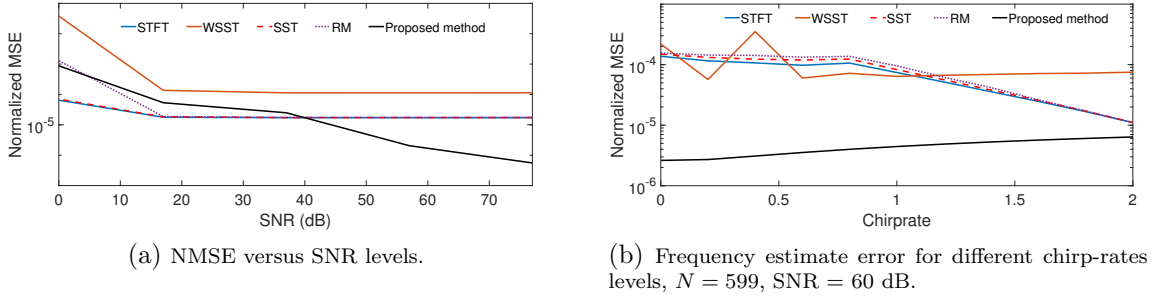 STFT WSST SST RM Proposed method
Normalized MSE
10-5
0 10 20 30 40 50 60 70
SNR (dB)
(a) NMSE versus SNR levels.
STFT WSST SST RM Proposed method
Normalized MSE
10-4
10-5
10-6
0 0.5 1 1.5 2
Chirprate
(b) Frequency estimate error for different chirp-rates
levels, N = 599, SNR = 60 dB.